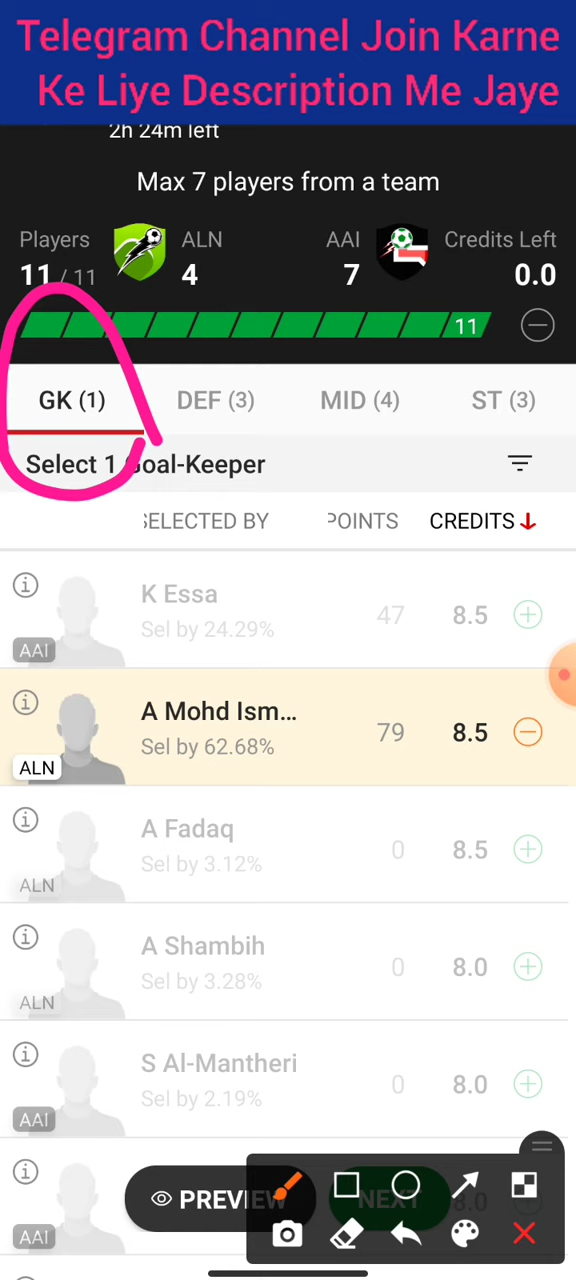 Telegram Channel Join Karne
Ke Liye Description Me Jaye
2h 24m left
Max 7 players from a team
Players ALN AAI Credits Left
11 / 11 4 7 0.0
11
GK (1) DEF (3) MID (4) ST (3)
Select 1 Goal-Keeper
SELECTED BY POINTS CREDITS
K Essa
Sel by 24.29% 47 8.5
AAI
A Mohd Ism...
Sel by 62.68% 79 8.5
ALN
A Fadaq
Sel by 3.12% 0 8.5
ALN
A Shambih
Sel by 3.28% 0 8.0
ALN
S Al-Mantheri
Sel by 2.19% 0 8.0
AAI
PREVIEW NEXT 8.0
AAI